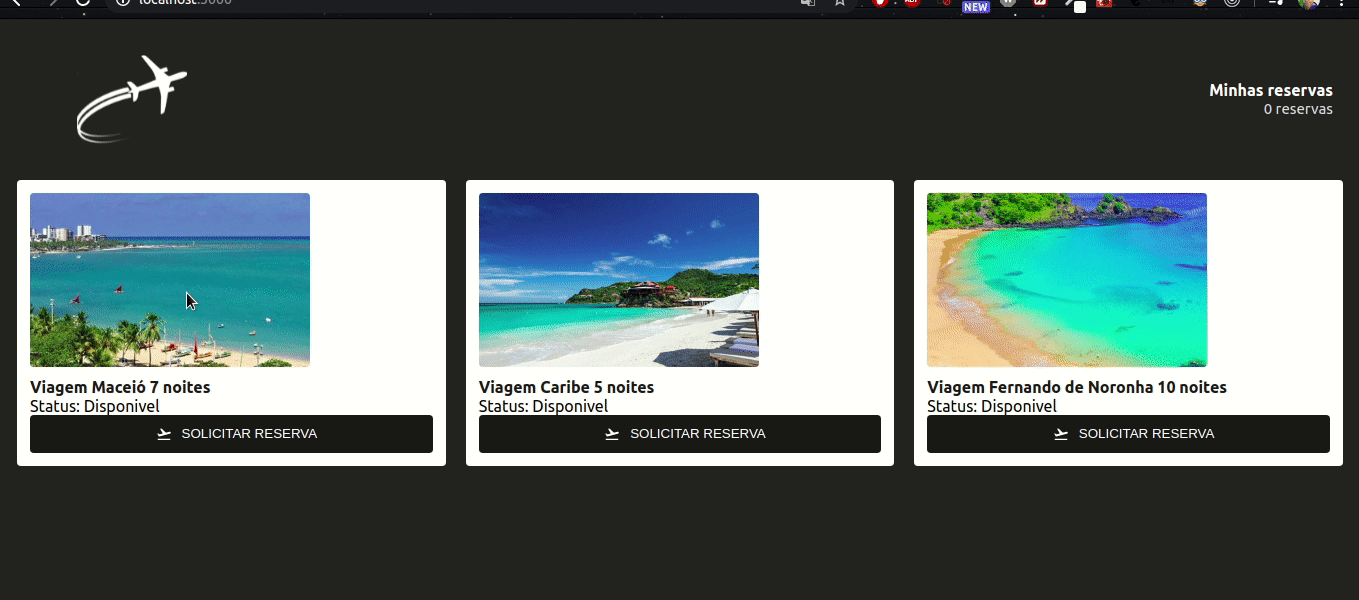 localhost:3000
NEW
Minhas reservas
0 reservas
Viagem Maceió 7 noites
Status: Disponivel
SOLICITAR RESERVA
Viagem Caribe 5 noites
Status: Disponivel
SOLICITAR RESERVA
Viagem Fernando de Noronha 10 noites
Status: Disponivel
SOLICITAR RESERVA